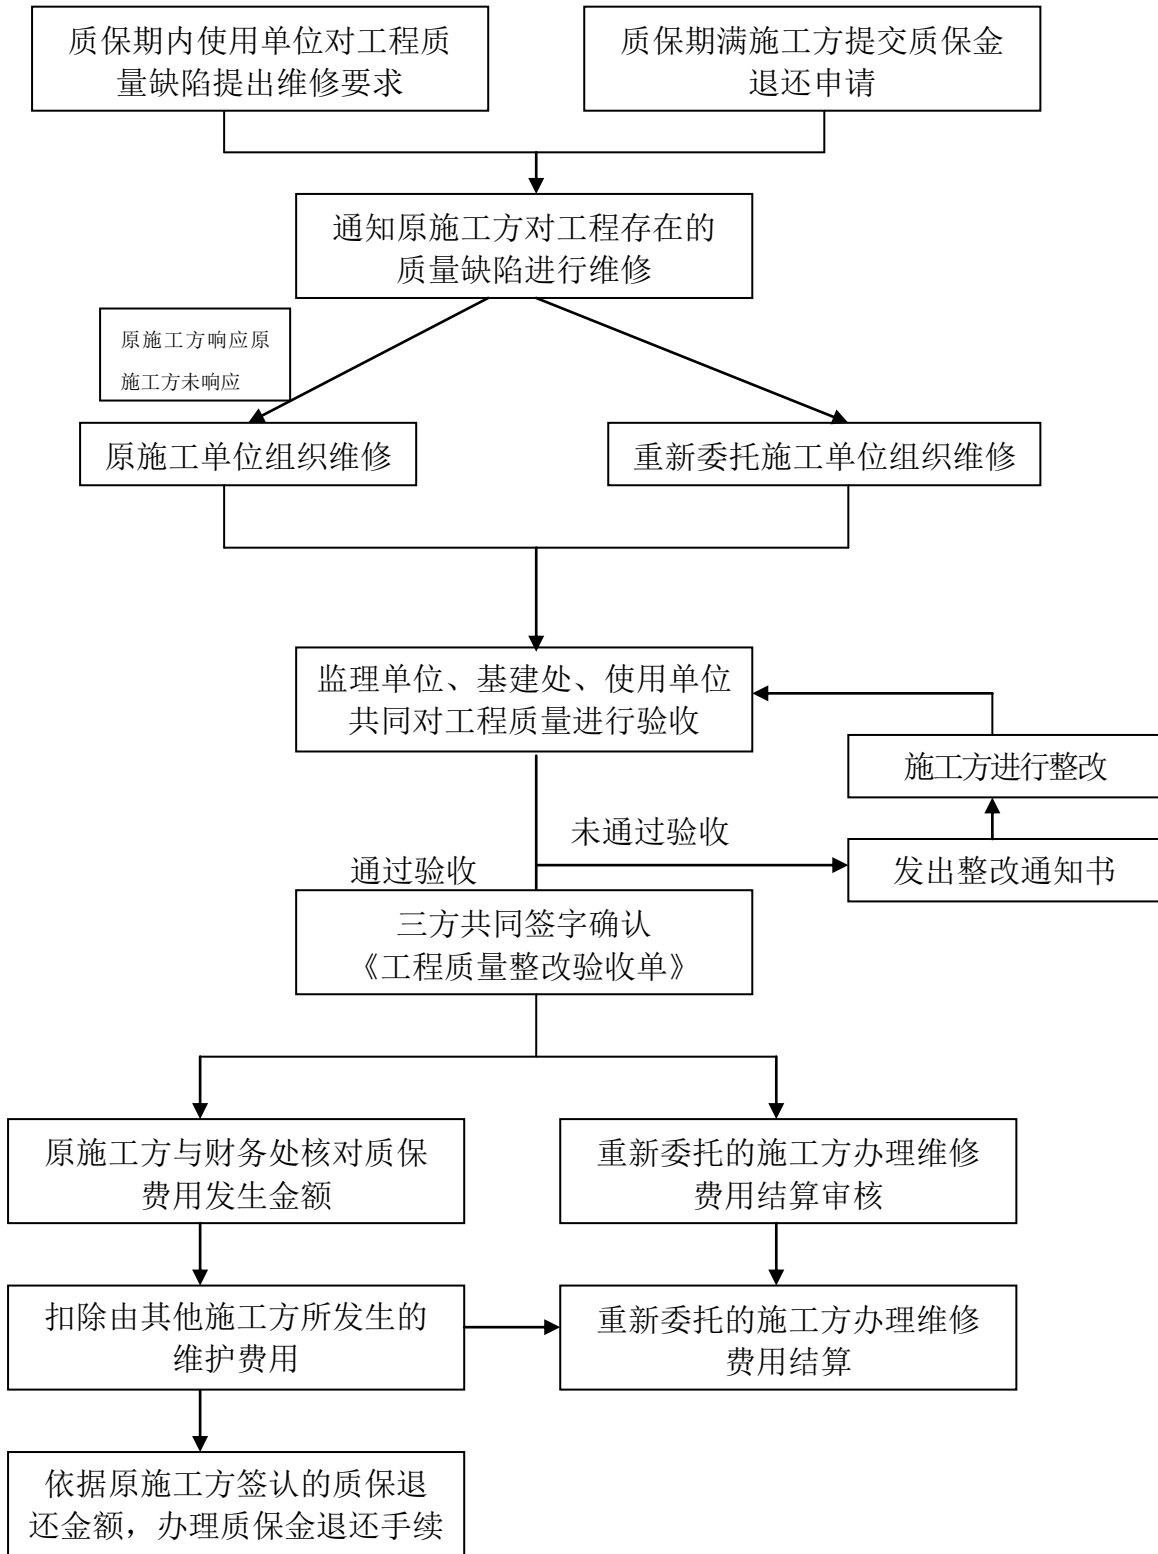 质保期内使用单位对工程质
量缺陷提出维修要求
质保期满施工方提交质保金
退还申请
通知原施工方对工程存在的
质量缺陷进行维修
原施工方响应原
施工方未响应
原施工单位组织维修
重新委托施工单位组织维修
监理单位、基建处、使用单位
共同对工程质量进行验收
施工方进行整改
未通过验收
通过验收
发出整改通知书
三方共同签字确认
《工程质量整改验收单》
原施工方与财务处核对质保
费用发生金额
重新委托的施工方办理维修
费用结算审核
扣除由其他施工方所发生的
维护费用
重新委托的施工方办理维修
费用结算
依据原施工方签认的质保退
还金额，办理质保金退还手续